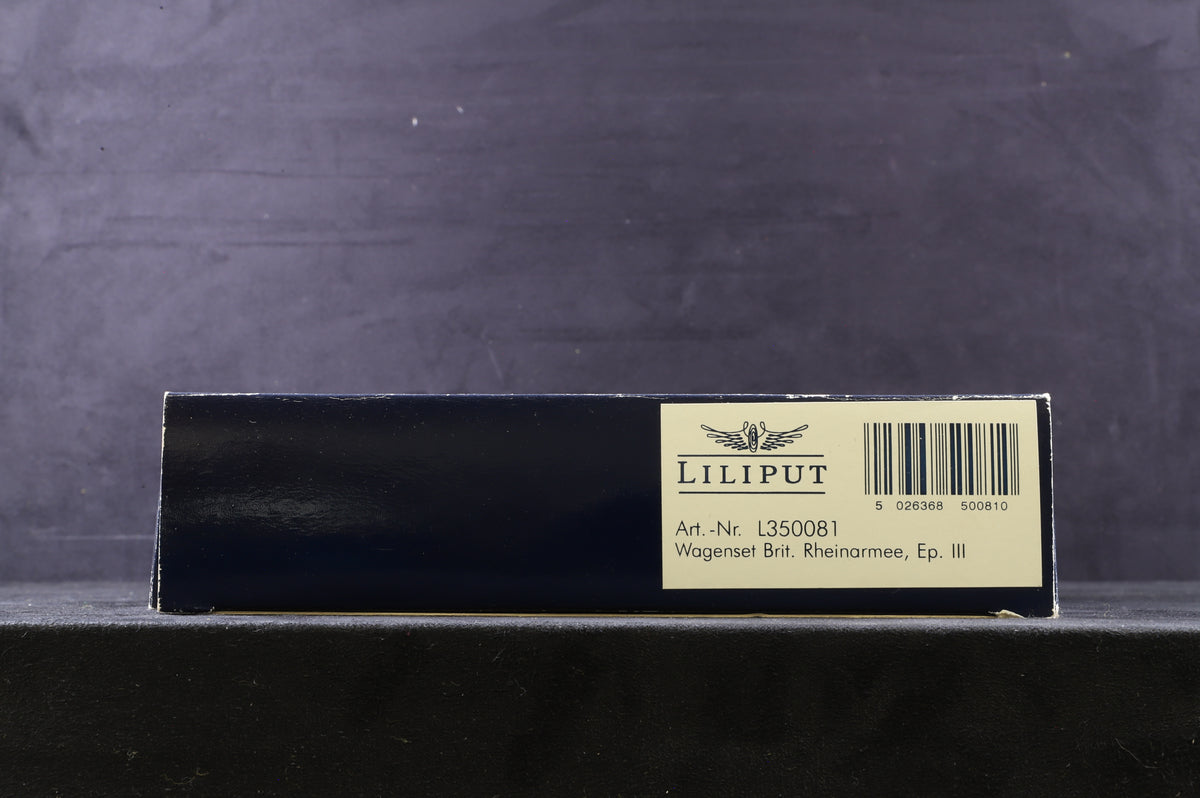 LILIPUT
5 026368 500810
Art.-Nr. L350081
Wagenset Brit. Rheinarmee, Ep. III